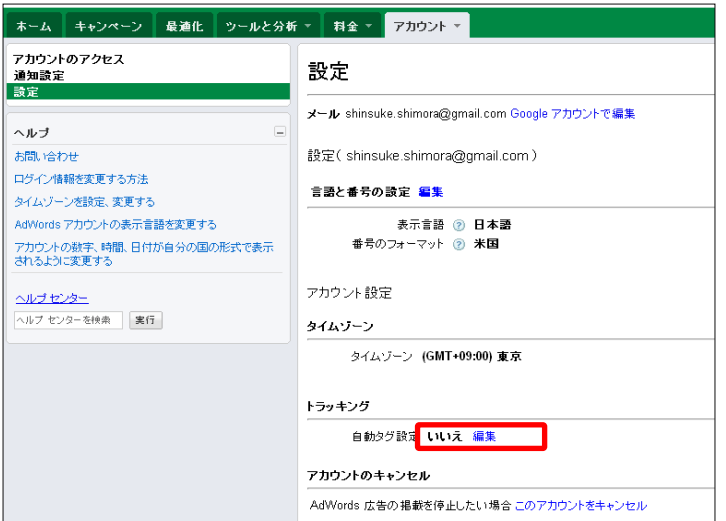 ホーム キャンペーン 最適化 ツールと分析 料金 アカウント
アカウントのアクセス
通知設定
設定
ヘルプ
お問い合わせ
ログイン情報を変更する方法
タイムゾーンを設定、変更する
AdWords アカウントの表示言語を変更する
アカウントの数字、時間、日付が自分の国の形式で表示
されるように変更する
ヘルプ センター
ヘルプ センターを検索 実行
設定
メール shinsuke.shimora@gmail.com Google アカウントで編集
設定( shinsuke.shimora@gmail.com )
言語と番号の設定 編集
表示言語 ? 日本語
番号のフォーマット ? 米国
アカウント設定
タイムゾーン
タイムゾーン (GMT+09:00) 東京
トラッキング
自動タグ設定 いいえ 編集
アカウントのキャンセル
AdWords 広告の掲載を停止したい場合 このアカウントをキャンセル